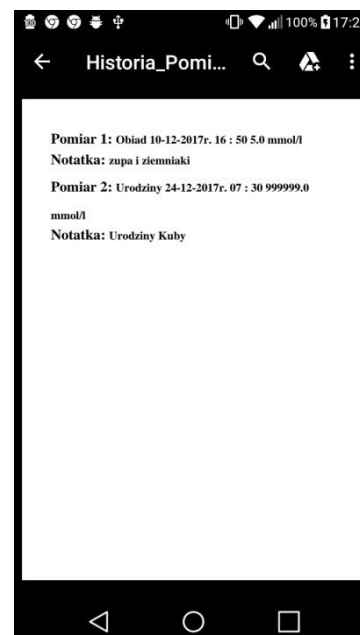 100% 17:2
Historia_Pomi...
Pomiar 1: Obiad 10-12-2017r. 16 : 50 5.0 mmol/l
Notatka: zupa i ziemniaki
Pomiar 2: Urodziny 24-12-2017r. 07 : 30 999999.0
mmol/l
Notatka: Urodziny Kuby